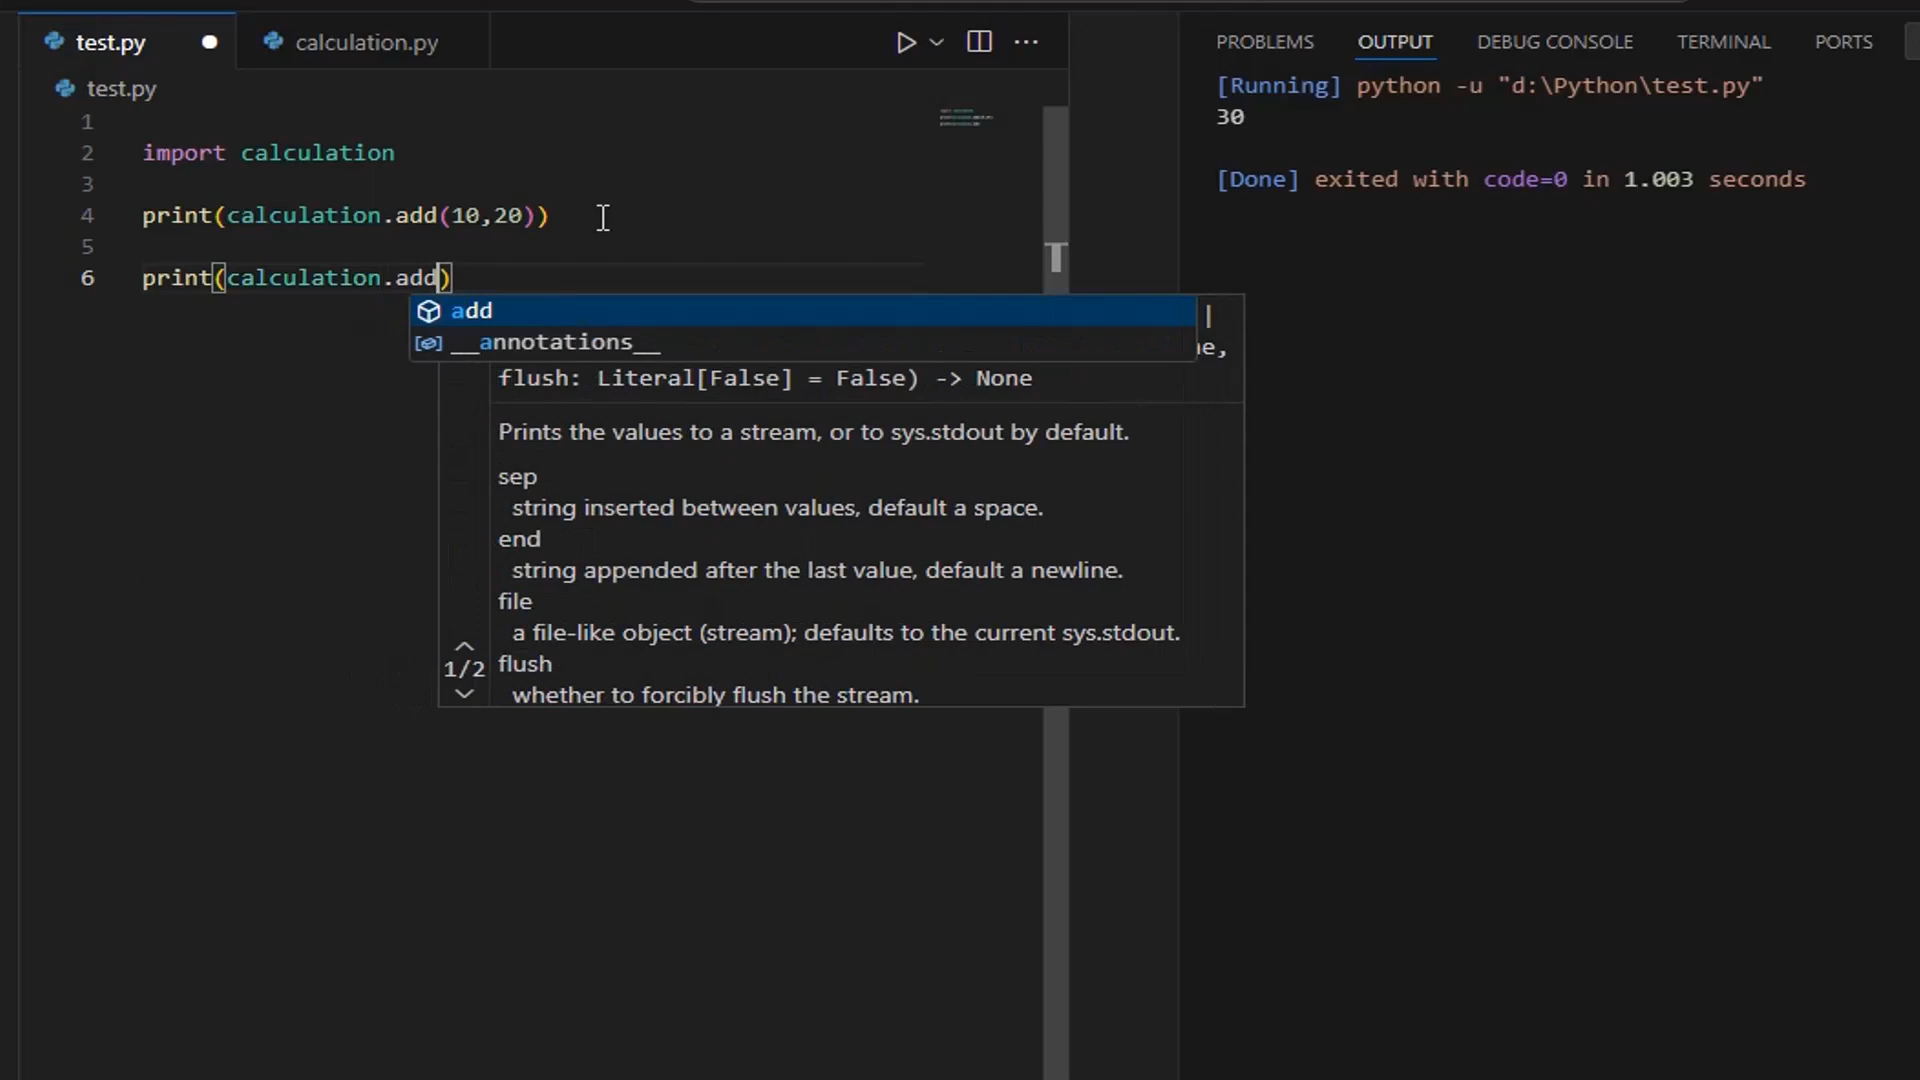 test.py
calculation.py
PROBLEMS OUTPUT DEBUG CONSOLE TERMINAL PORTS
test.py
[Running] python -u "d:\Python\test.py"
30
[Done] exited with code=0 in 1.003 seconds
1
2 import calculation
3
4 print(calculation.add(10,20))
5
6 print(calculation.add)
add
__annotations__
|
flush: Literal[False] = False) -> None
Prints the values to a stream, or to sys.stdout by default.
sep
string inserted between values, default a space.
end
string appended after the last value, default a newline.
file
a file-like object (stream); defaults to the current sys.stdout.
1/2
flush
whether to forcibly flush the stream.